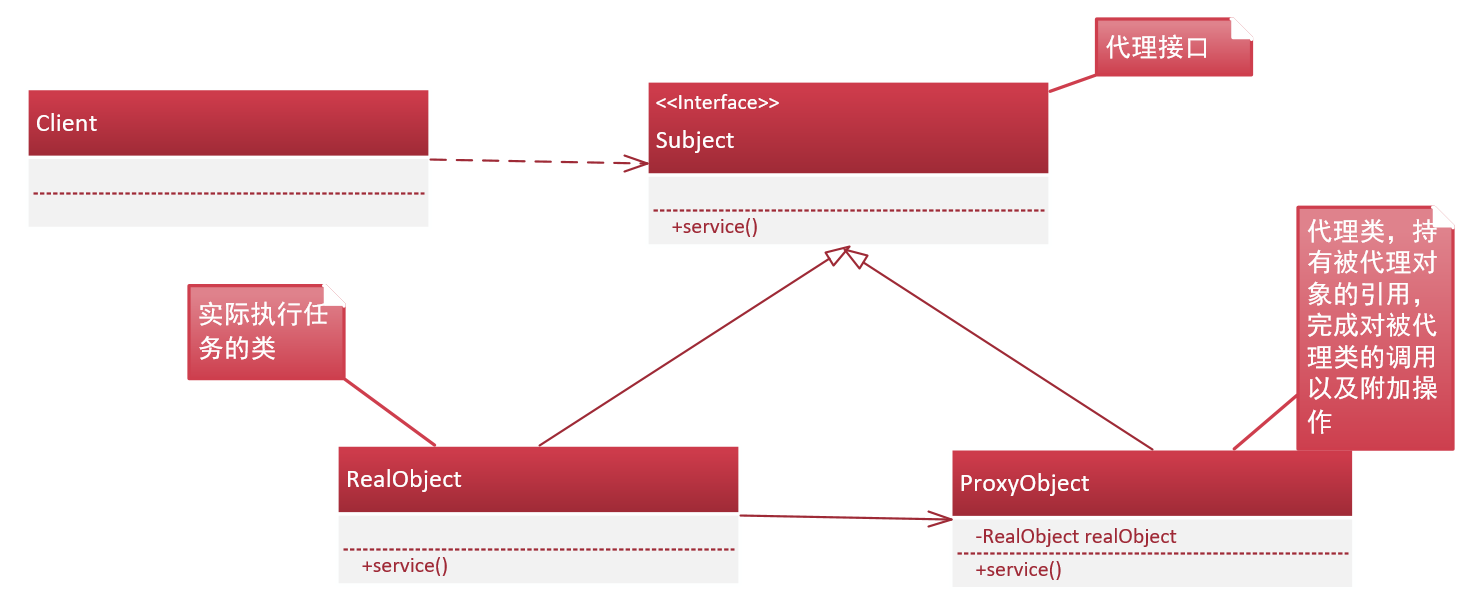 代理接口
Client
<<Interface>>
Subject
+service()
代理类，持
有被代理对
象的引用，
完成对被代
理类的调用
以及附加操
作
实际执行任
务的类
RealObject
+service()
ProxyObject
-RealObject realObject
+service()